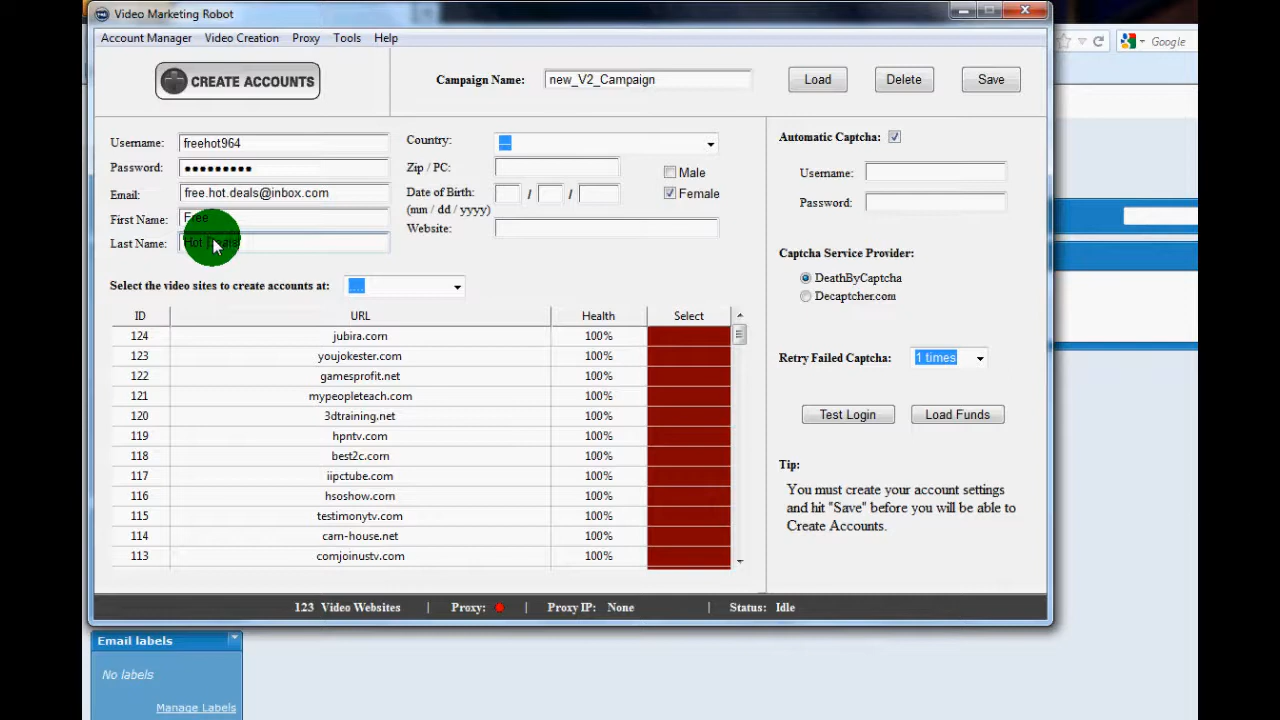 Video Marketing Robot
Account Manager Video Creation Proxy Tools Help
Google
CREATE ACCOUNTS
Campaign Name: new_V2_Campaign Load Delete Save
Username: freehot964
Password: •••••••••
Email: free.hot.deals@inbox.com
First Name: Free
Last Name: Hot Deals
Country:
Zip / PC:
Date of Birth: / /
(mm / dd / yyyy)
Website:
Male
Female
Automatic Captcha:
Username:
Password:
Captcha Service Provider:
DeathByCaptcha
Decaptcher.com
Retry Failed Captcha: 1 times
Test Login Load Funds
Tip:
You must create your account settings
and hit "Save" before you will be able to
Create Accounts.
Select the video sites to create accounts at: ...
ID URL Health Select
124 jubira.com 100%
123 youjokester.com 100%
122 gamesprofit.net 100%
121 mypeopleteach.com 100%
120 3dtraining.net 100%
119 hpntv.com 100%
118 best2c.com 100%
117 iipctube.com 100%
116 hsoshow.com 100%
115 testimonytv.com 100%
114 cam-house.net 100%
113 comjoinustv.com 100%
123 Video Websites | Proxy: | Proxy IP: None | Status: Idle
Email labels
No labels
Manage Labels